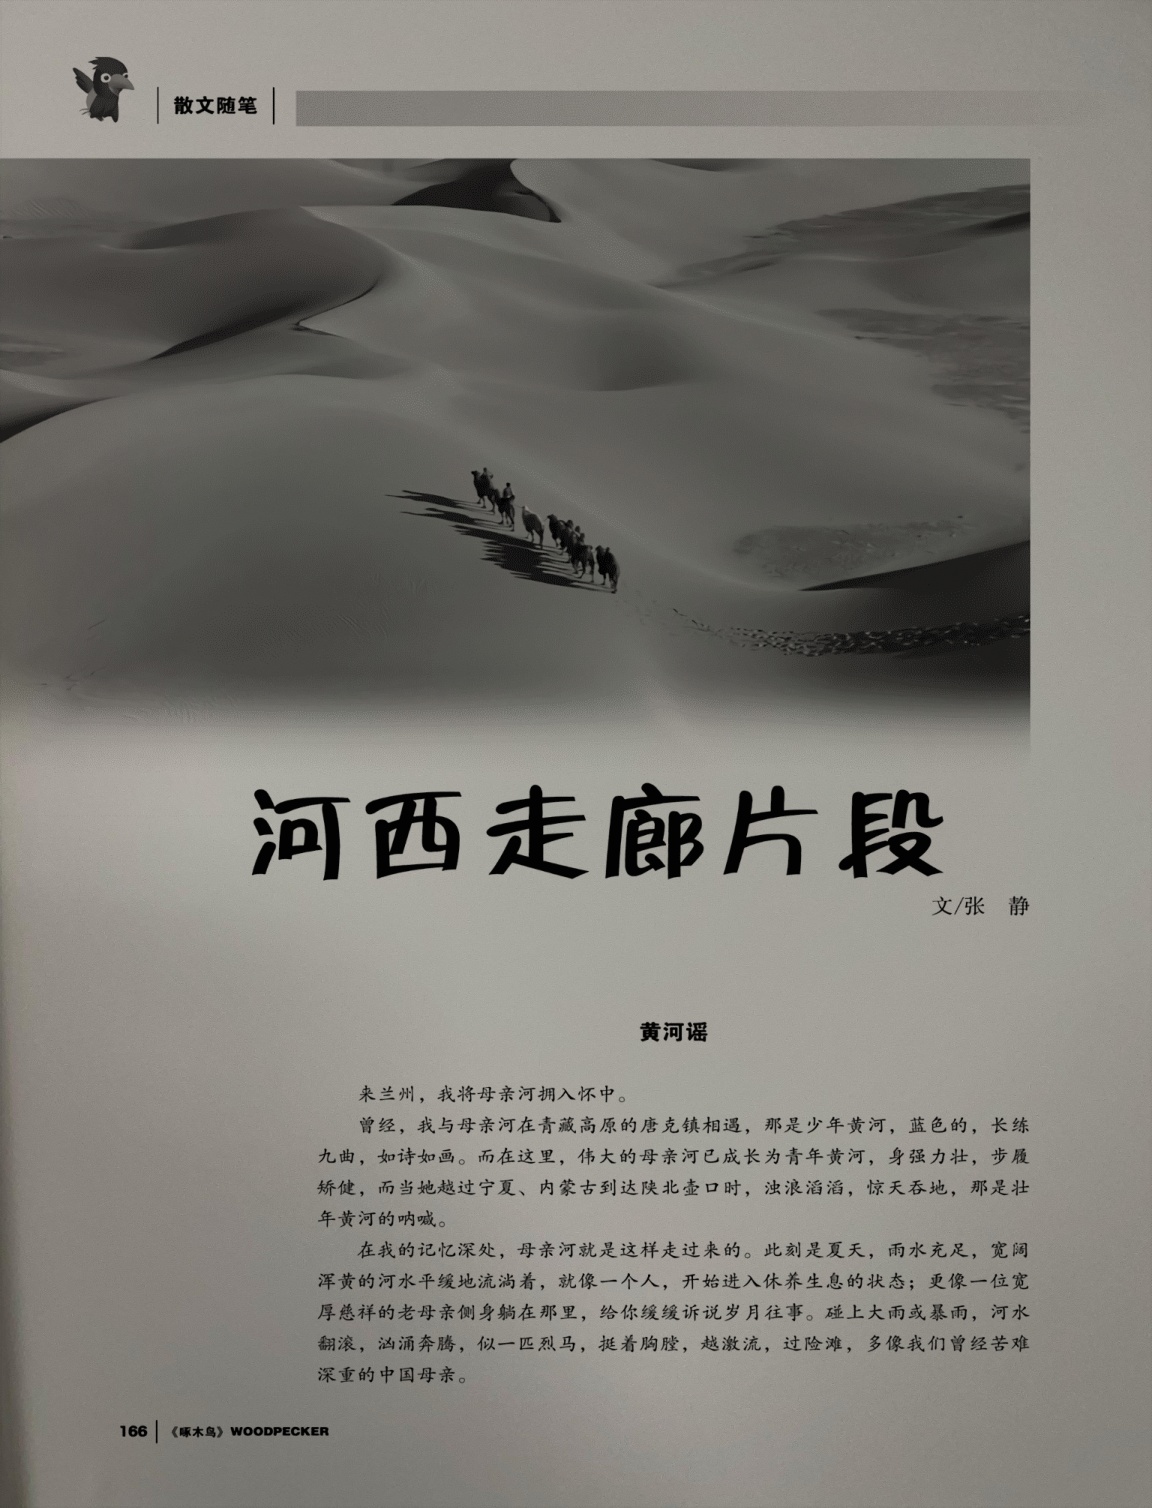 散文随笔
河西走廊片段
文/张 静
黄河谣
来兰州，我将母亲河拥入怀中。
曾经，我与母亲河在青藏高原的唐克镇相遇，那是少年黄河，蓝色的，长练
九曲，如诗如画。而在这里，伟大的母亲河已成长为青年黄河，身强力壮，步履
矫健，而当她越过宁夏、内蒙古到达陕北壶口时，浊浪滔滔，惊天吞地，那是壮
年黄河的呐喊。
在我的记忆深处，母亲河就是这样走过来的。此刻是夏天，雨水充足，宽阔
浑黄的河水平缓地流淌着，就像一个人，开始进入休养生息的状态；更像一位宽
厚慈祥的老母亲侧身躺在那里，给你缓缓诉说岁月往事。碰上大雨或暴雨，河水
翻滚，汹涌奔腾，似一匹烈马，挺着胸膛，越激流，过险滩，多像我们曾经苦难
深重的中国母亲。
166 《啄木鸟》WOODPECKER